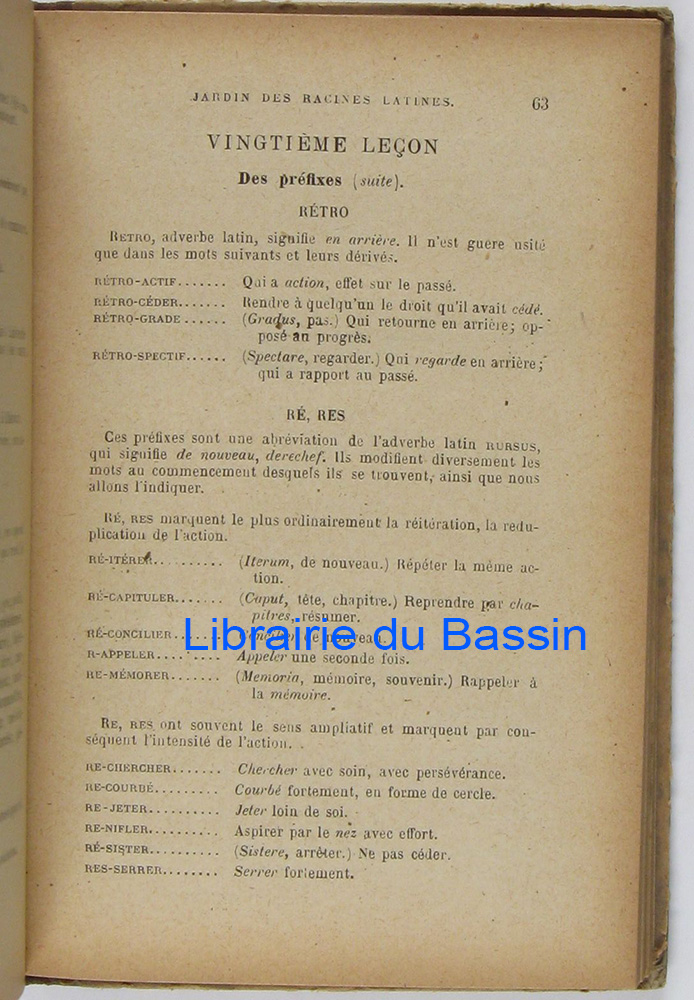 JARDIN DES RACINES LATINES. 63
VINGTIÈME LEÇON
Des préfixes (suite).
RÉTRO
RETRO, adverbe latin, signifie en arrière. Il n'est guère usité
que dans les mots suivants et leurs dérivés.
RÉTRO-ACTIF....... Qui a action, effet sur le passé.
RÉTRO-CÉDER....... Rendre à quelqu'un le droit qu'il avait cédé.
RÉTRO-GRADE ...... (Gradus, pas.) Qui retourne en arrière; op-
posé au progrès.
RÉTRO-SPECTIF...... (Spectare, regarder.) Qui regarde en arrière;
qui a rapport au passé.
RÉ, RES
Ces préfixes sont une abréviation de l'adverbe latin RURSUS,
qui signifie de nouveau, derechef. Ils modifient diversement les
mots au commencement desquels ils se trouvent, ainsi que nous
allons l'indiquer.
RÉ, RES marquent le plus ordinairement la réitération, la redu-
plication de l'action.
RÉ-ITÉRER.......... (Iterum, de nouveau.) Répéter la même ac-
tion.
RÉ-CAPITULER....... (Caput, tête, chapitre.) Reprendre par cha-
pitres, résumer.
RÉ-CONCILIER....... de nouveau.
Librairie du Bassin
R-APPELER.......... Appeler une seconde fois.
RE-MÉMORER....... (Memoria, mémoire, souvenir.) Rappeler à
la mémoire.
RE, RES ont souvent le sens ampliatif et marquent par con-
séquent l'intensité de l'action.
RE-CHERCHER....... Chercher avec soin, avec persévérance.
RE-COURBÉ......... Courbé fortement, en forme de cercle.
RE-JETER.......... Jeter loin de soi.
RE-NIFLER.......... Aspirer par le nez avec effort.
RÉ-SISTER.......... (Sistere, arrêter.) Ne pas céder.
RES-SERRER........ Serrer fortement.